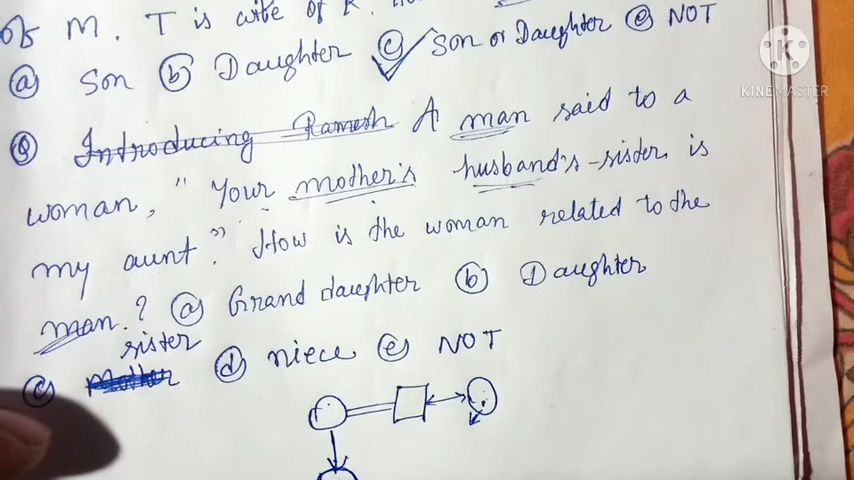 of M. T is wife of K.
(a) Son (b) Daughter (c) Son or Daughter (e) NOT
K
KINEMASTER
(Q) Introducing Ramesh A man said to a
woman, " Your mother's husband's-sister is
my aunt". How is the woman related to the
man.? (a) Grand daughter (b) Daughter
sister
(c) Mother (d) niece (e) NOT